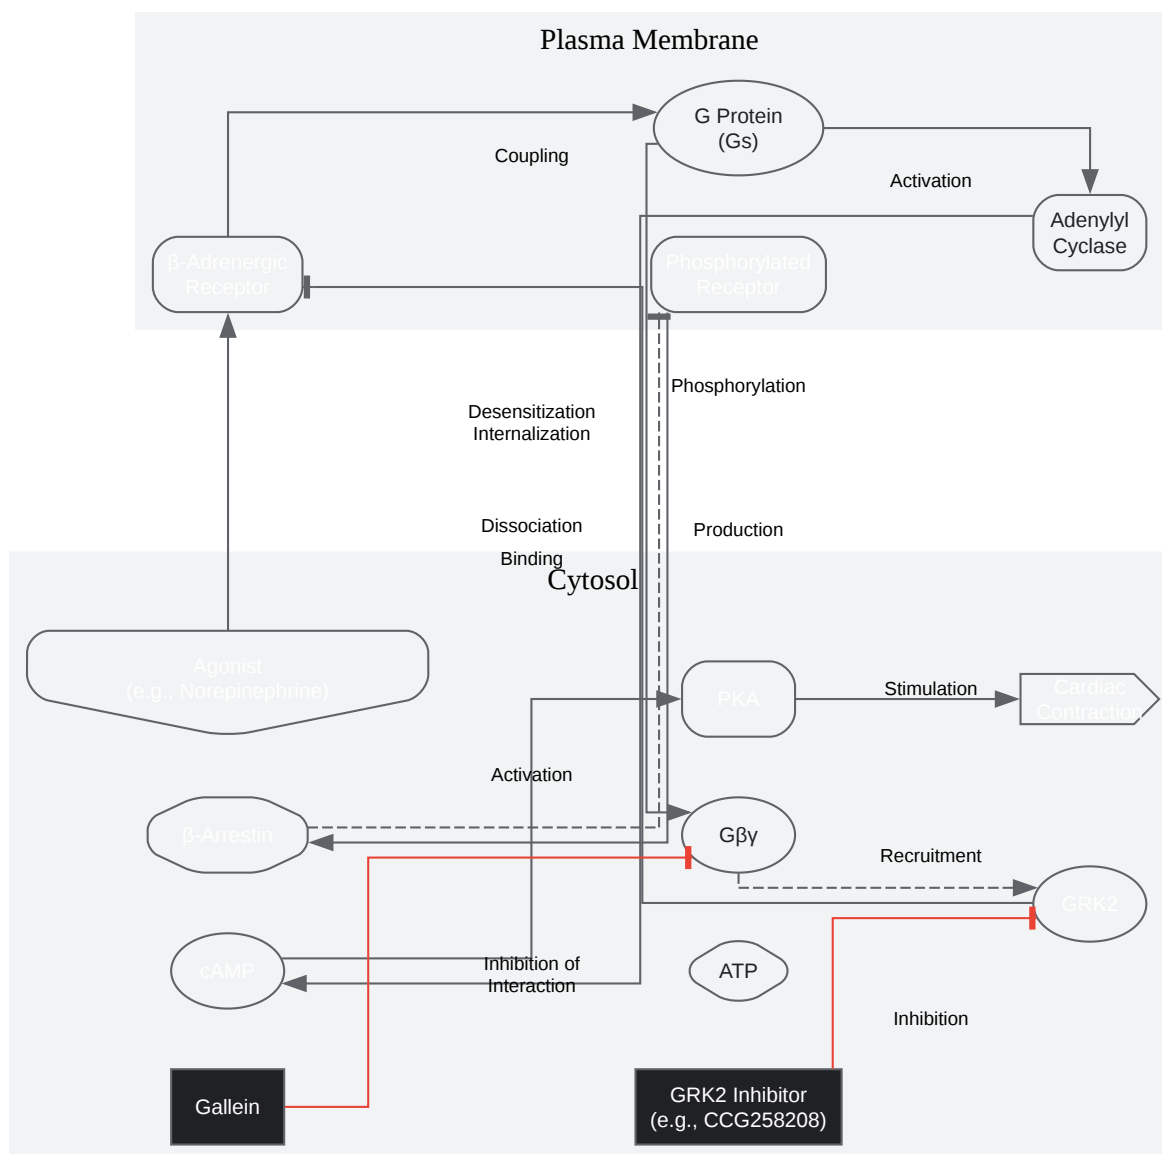 Plasma Membrane
G Protein
(Gs)
Coupling
Activation
Adenylyl
Cyclase
β-Adrenergic
Receptor
Phosphorylated
Receptor
Phosphorylation
Desensitization
Internalization
Dissociation
Production
Binding
Cytosol
Agonist
(e.g., Norepinephrine)
PKA
Stimulation
Cardiac
Contraction
Activation
β-Arrestin
Gβγ
Recruitment
GRK2
cAMP
Inhibition of
Interaction
ATP
Inhibition
Gallein
GRK2 Inhibitor
(e.g., CCG258208)